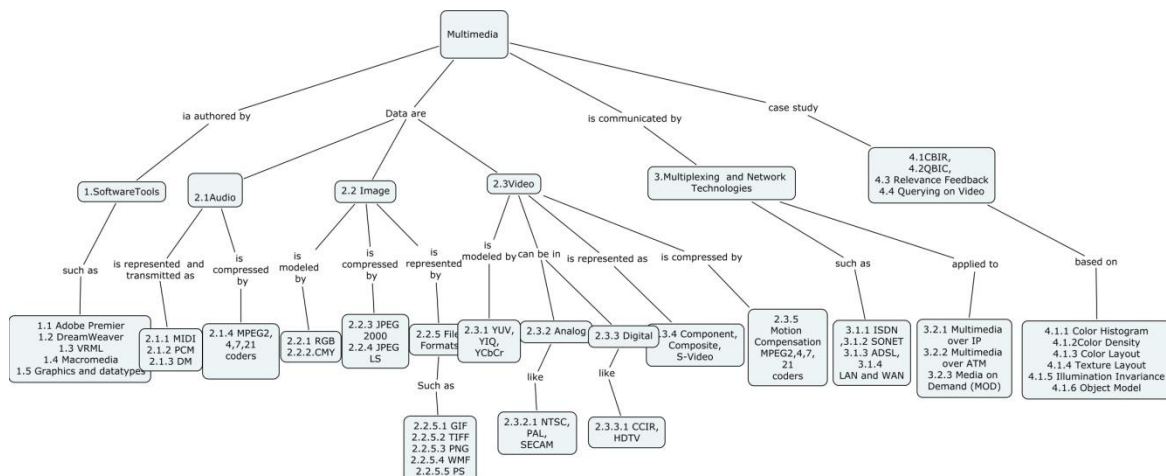 Multimedia
ia authored by
Data are
is communicated by
case study
1.SoftwareTools
2.1Audio
2.2 Image
2.3Video
3.Multiplexing and Network
Technologies
4.1CBIR,
4.2QBIC,
4.3 Relevance Feedback
4.4 Querying on Video
such as
is represented and
transmitted as
is
compressed
by
is
modeled
by
is
compressed
by
is
represented
by
is
modeled by
can be in
is represented as
is compressed by
such as
applied to
based on
1.1 Adobe Premier
1.2 DreamWeaver
1.3 VRML
1.4 Macromedia
1.5 Graphics and datatypes
2.1.1 MIDI
2.1.2 PCM
2.1.3 DM
2.1.4 MPEG2,
4,7,21
coders
2.2.1 RGB
2.2.2.CMY
2.2.3 JPEG
2000
2.2.4 JPEG
LS
2.2.5 File
Formats
2.3.1 YUV,
YIQ,
YCbCr
2.3.2 Analog
2.3.3 Digital
.3.4 Component,
Composite,
S-Video
2.3.5
Motion
Compensation
MPEG2,4,7,
21
coders
3.1.1 ISDN
,3.1.2 SONET
3.1.3 ADSL,
3.1.4
LAN and WAN
3.2.1 Multimedia
over IP
3.2.2 Multimedia
over ATM
3.2.3 Media on
Demand (MOD)
4.1.1 Color Histogram
4.1.2Color Density
4.1.3 Color Layout
4.1.4 Texture Layout
4.1.5 Illumination Invariance
4.1.6 Object Model
Such as
like
like
2.2.5.1 GIF
2.2.5.2 TIFF
2.2.5.3 PNG
2.2.5.4 WMF
2.2.5.5 PS
2.3.2.1 NTSC,
PAL,
SECAM
2.3.3.1 CCIR,
HDTV